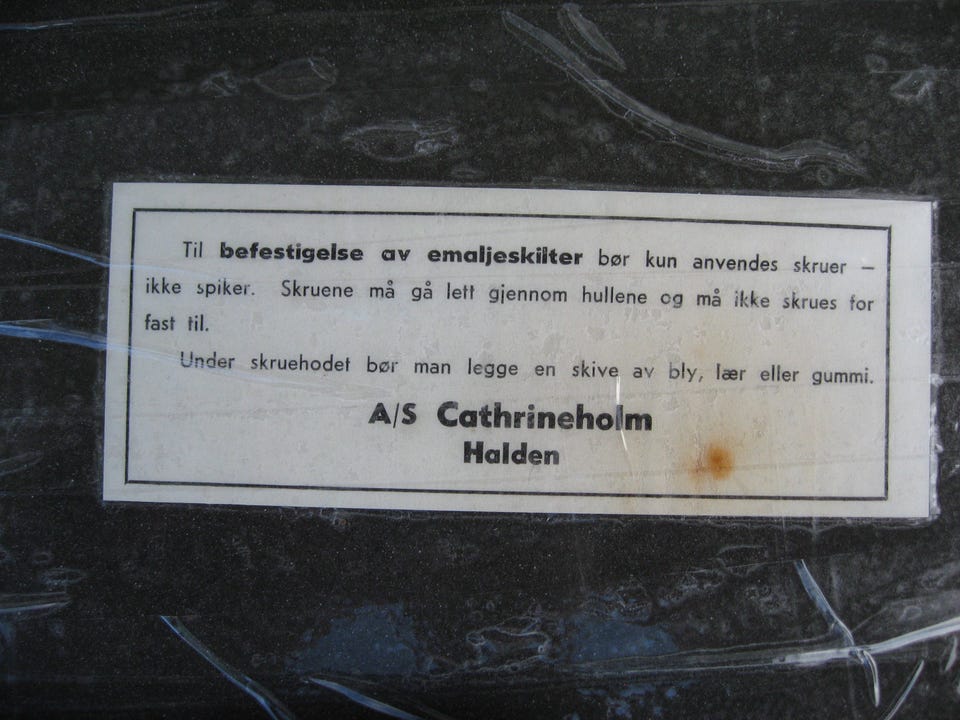 Til befestigelse av emaljeskilter bør kun anvendes skruer –
ikke spiker. Skruene må gå lett gjennom hullene og må ikke skrues for
fast til.
Under skruehodet bør man legge en skive av bly, lær eller gummi.
A/S Cathrineholm
Halden